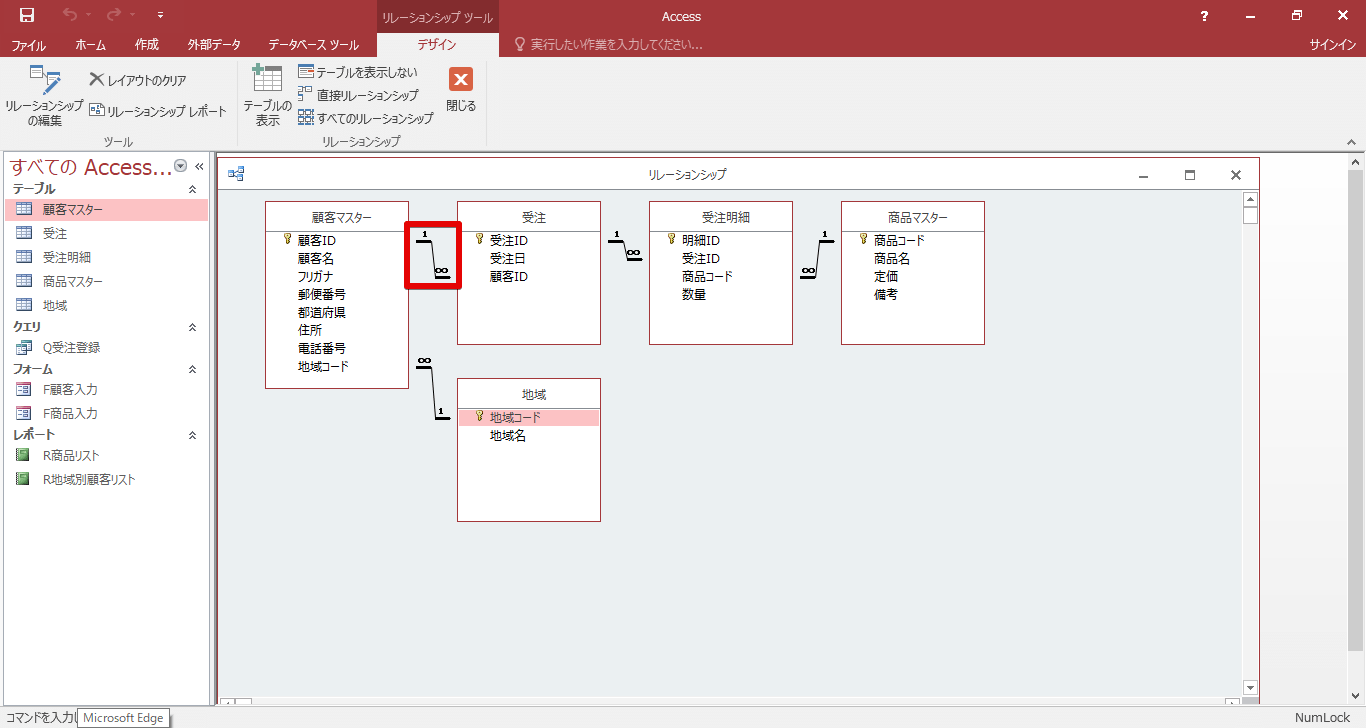 リレーションシップ ツール
Access
?
ファイル ホーム 作成 外部データ データベース ツール デザイン 実行したい作業を入力してください... サインイン
リレーションシップ
の編集
レイアウトのクリア
リレーションシップ レポート
ツール
テーブルの
表示
テーブルを表示しない
直接リレーションシップ
すべてのリレーションシップ
閉じる
リレーションシップ
すべての Access... «
テーブル
顧客マスター
受注
受注明細
商品マスター
地域
クエリ
Q受注登録
フォーム
F顧客入力
F商品入力
レポート
R商品リスト
R地域別顧客リスト
リレーションシップ
顧客マスター
顧客ID
顧客名
フリガナ
郵便番号
都道府県
住所
電話番号
地域コード
1
∞
受注
受注ID
受注日
顧客ID
1
∞
受注明細
明細ID
受注ID
商品コード
数量
1
∞
商品マスター
商品コード
商品名
定価
備考
∞
1
地域
地域コード
地域名
コマンドを入力し
Microsoft Edge
NumLock